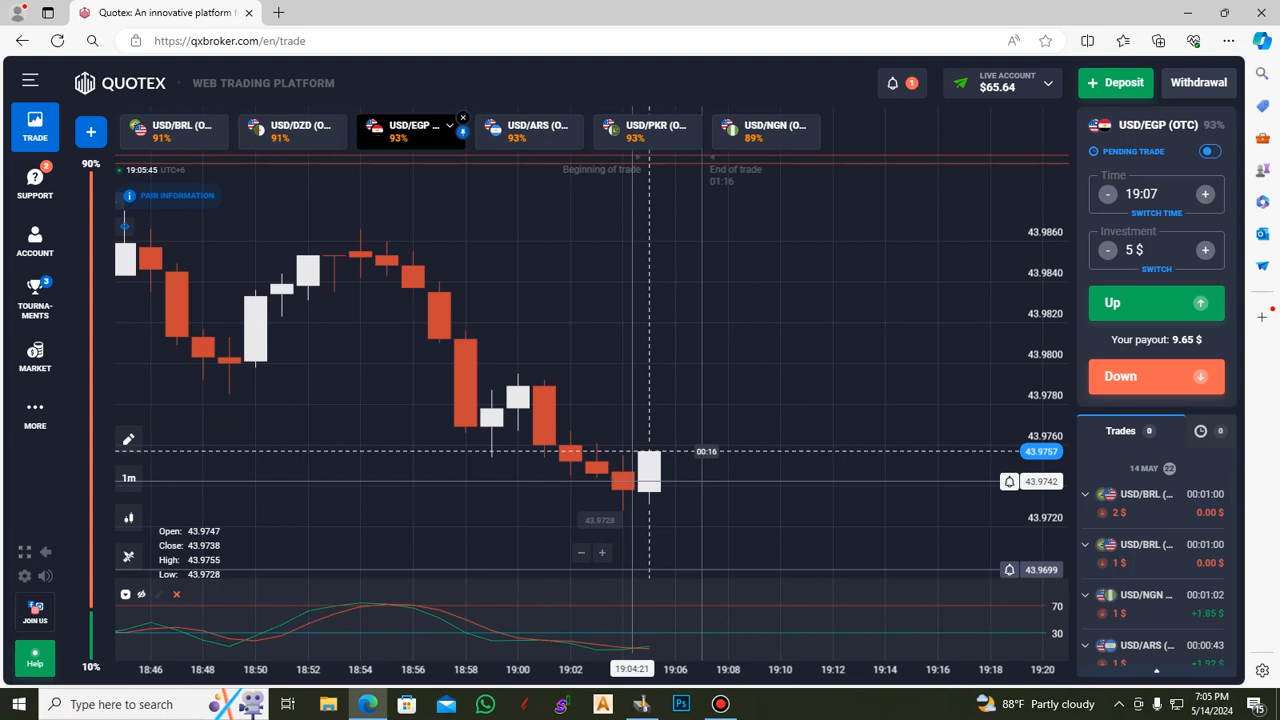 Quotex: An innovative platform f
https://qxbroker.com/en/trade
QUOTEX
WEB TRADING PLATFORM
1
LIVE ACCOUNT
$65.64
+ Deposit
Withdrawal
TRADE
SUPPORT
2
ACCOUNT
TOURNA-
MENTS
3
MARKET
MORE
JOIN US
Help
+
USD/BRL (O...
91%
USD/DZD (O...
91%
USD/EGP ...
93%
USD/ARS (O...
93%
USD/PKR (O...
93%
USD/NGN (O...
89%
90%
10%
19:05:45 UTC+6
PAIR INFORMATION
Beginning of trade
End of trade
01:16
00:16
43.9728
1m
Open: 43.9747
Close: 43.9738
High: 43.9755
Low: 43.9728
43.9860
43.9840
43.9820
43.9800
43.9780
43.9760
43.9757
43.9742
43.9720
43.9699
70
30
18:46
18:48
18:50
18:52
18:54
18:56
18:58
19:00
19:02
19:04:21
19:06
19:08
19:10
19:12
19:14
19:16
19:18
19:20
USD/EGP (OTC) 93%
PENDING TRADE
Time
- 19:07 +
SWITCH TIME
Investment
- 5 $ +
SWITCH
Up
Your payout: 9.65 $
Down
Trades 0
0
14 MAY 22
USD/BRL (... 00:01:00
2 $ 0.00 $
USD/BRL (... 00:01:00
1 $ 0.00 $
USD/NGN ... 00:01:02
1 $ +1.85 $
USD/ARS (... 00:00:43
1 $ +1.92 $
Type here to search
88°F Partly cloudy
7:05 PM
5/14/2024
15